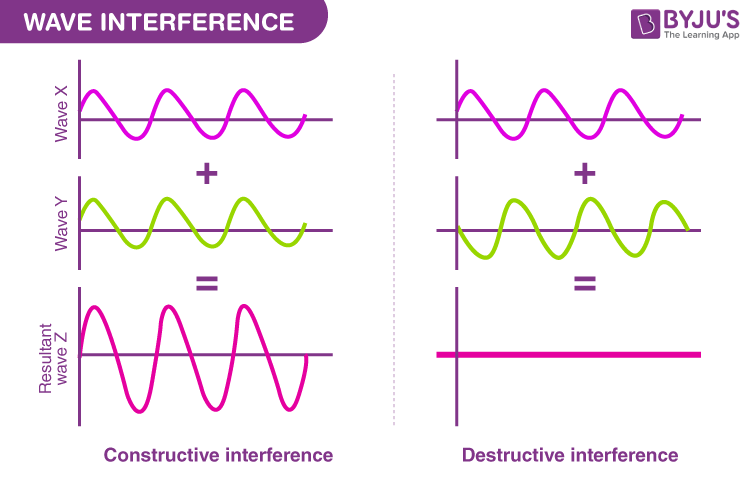 WAVE INTERFERENCE
BYJU'S
The Learning App
Wave X
+
+
Wave Y
=
=
Resultant
wave Z
Constructive interference
Destructive interference